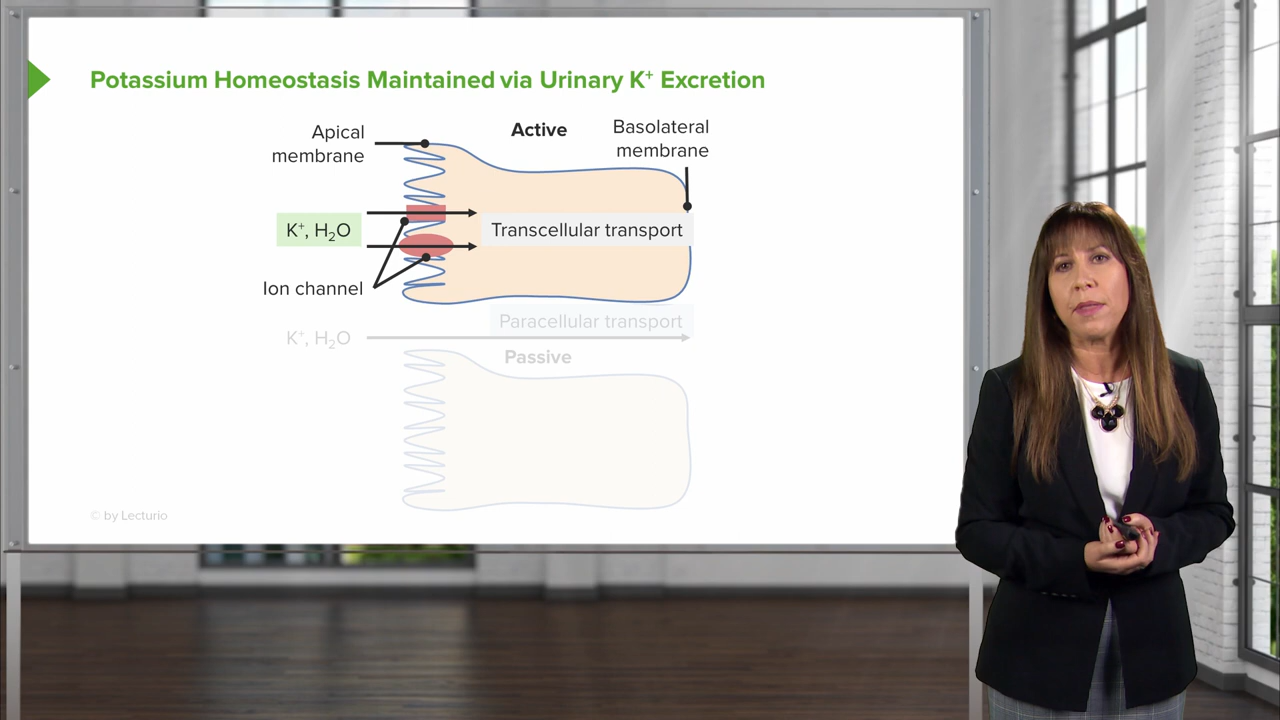 Potassium Homeostasis Maintained via Urinary K⁺ Excretion
Apical
membrane
Active
Basolateral
membrane
K⁺, H₂O
Transcellular transport
Ion channel
Paracellular transport
K⁺, H₂O
Passive
© by Lecturio